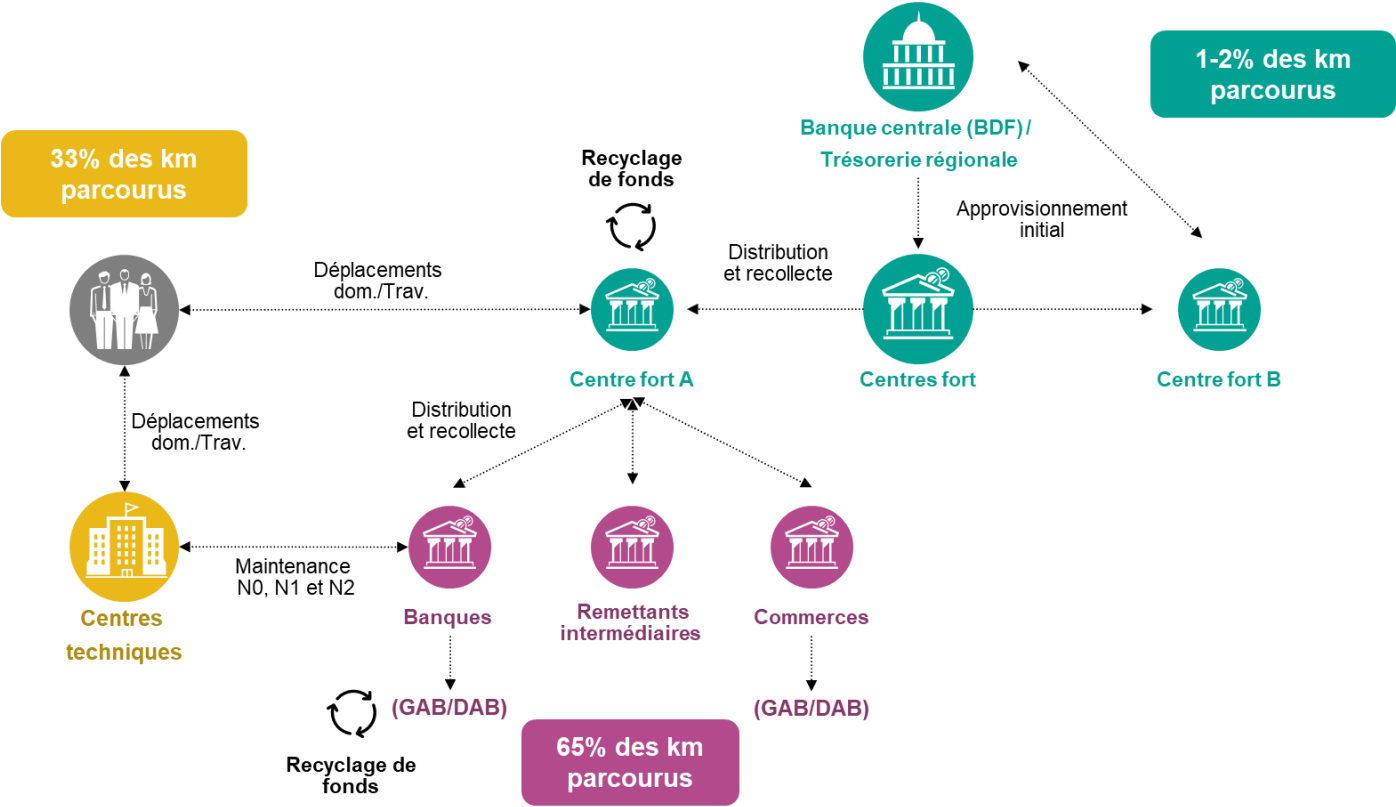 1-2% des km
parcourus
Banque centrale (BDF) /
Trésorerie régionale
33% des km
parcourus
Recyclage
de fonds
Approvisionnement
initial
Déplacements
dom./Trav.
Distribution
et recollecte
Centre fort A
Centres fort
Centre fort B
Déplacements
dom./Trav.
Distribution
et recollecte
Maintenance
N0, N1 et N2
Centres
techniques
Banques
Remettants
intermédiaires
Commerces
(GAB/DAB)
(GAB/DAB)
Recyclage de
fonds
65% des km
parcourus